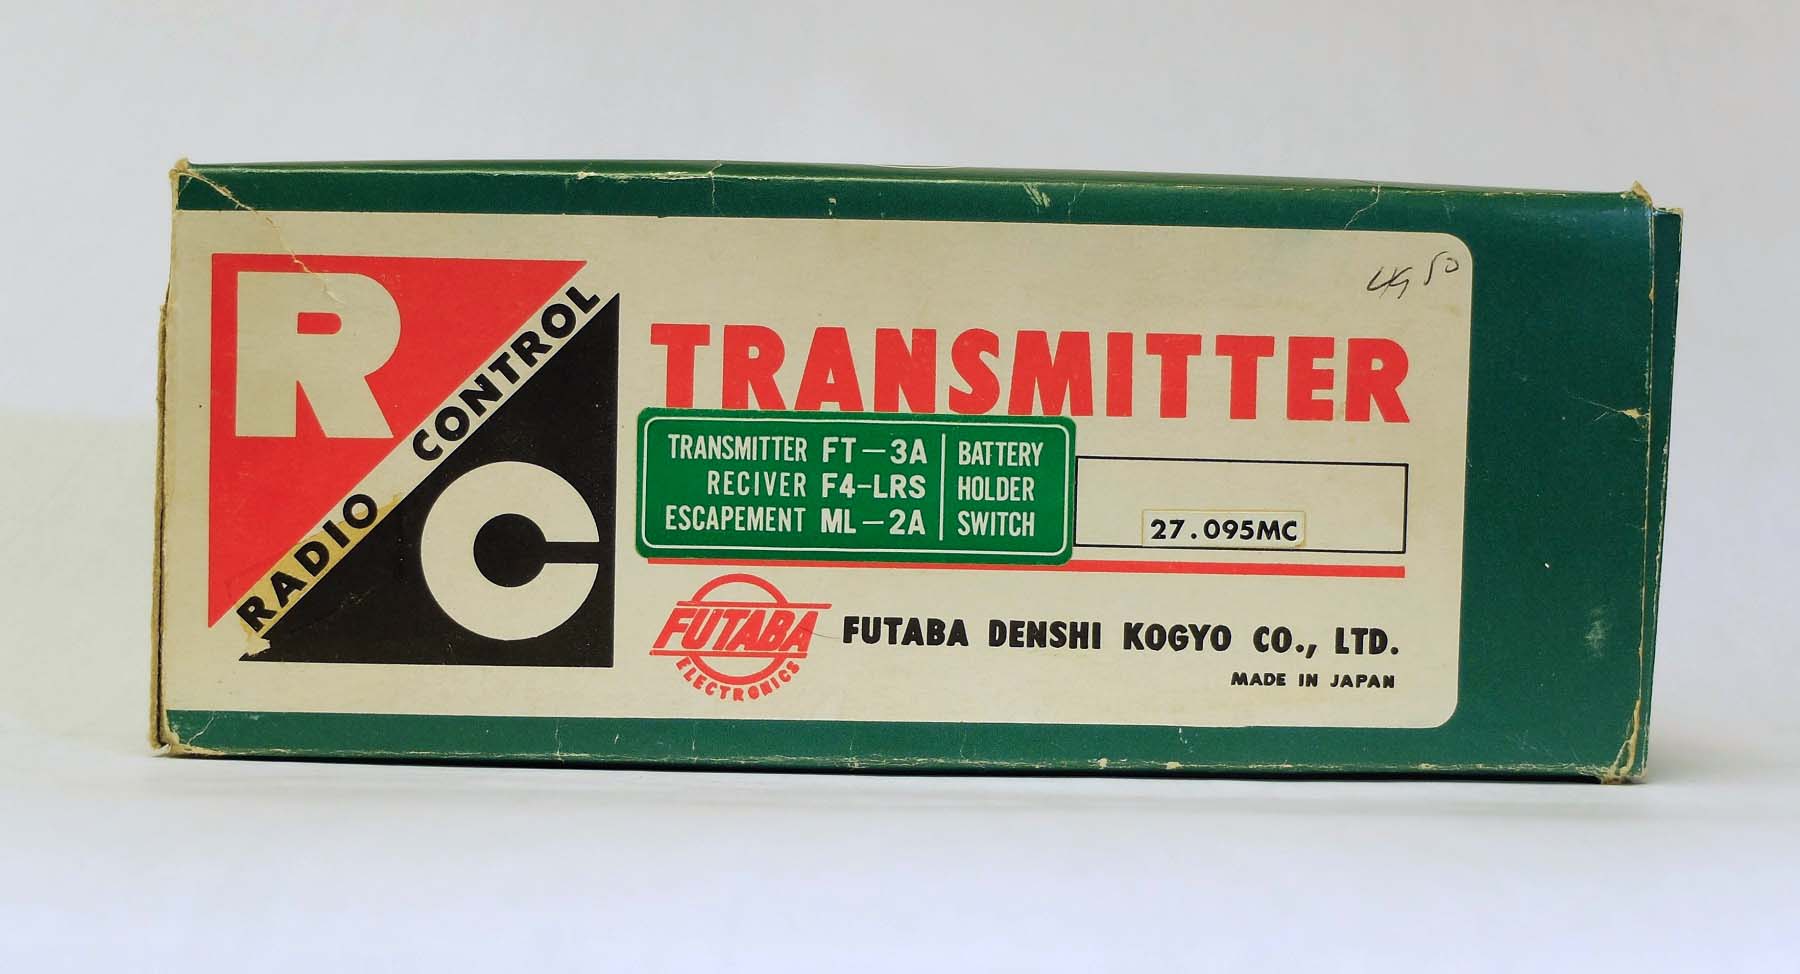 R
RADIO CONTROL
C
TRANSMITTER
TRANSMITTER FT-3A
RECIVER F4-LRS
ESCAPEMENT ML-2A
BATTERY
HOLDER
SWITCH
27.095MC
FUTABA
ELECTRONICS
FUTABA DENSHI KOGYO CO., LTD.
MADE IN JAPAN